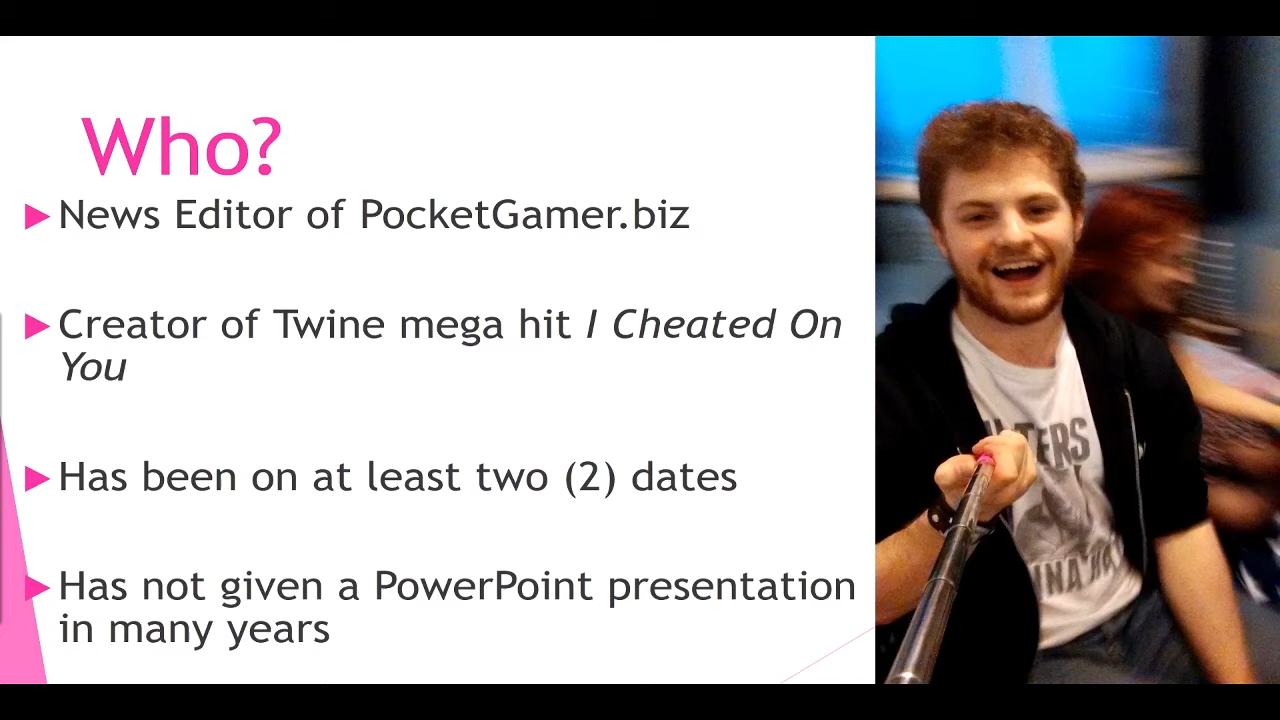 Who?
News Editor of PocketGamer.biz
Creator of Twine mega hit I Cheated On
You
Has been on at least two (2) dates
Has not given a PowerPoint presentation
in many years